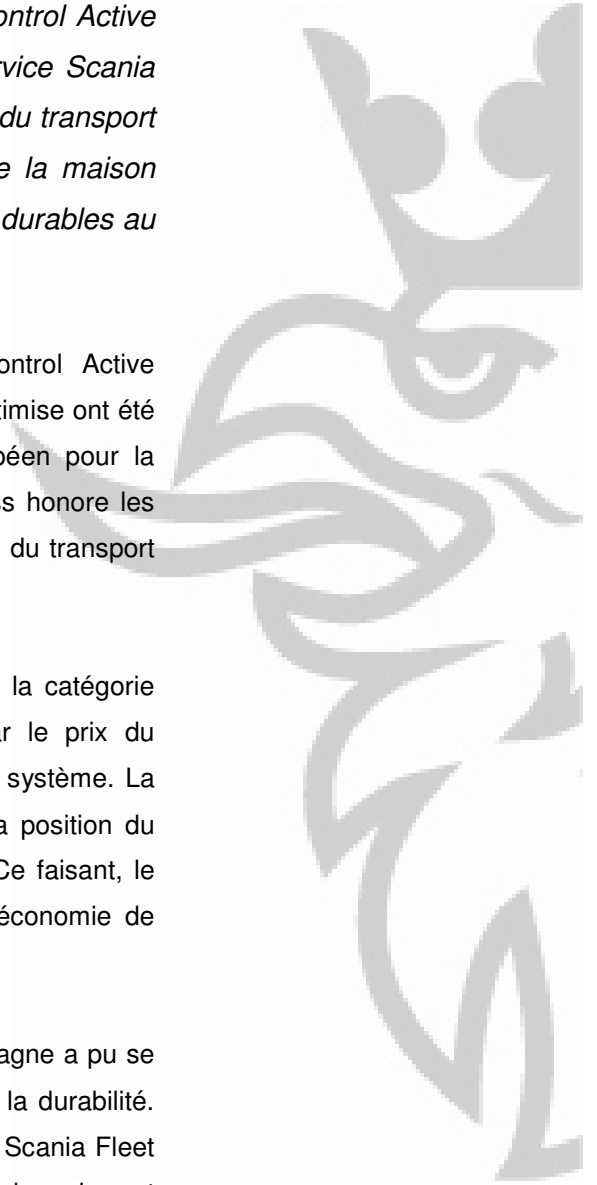 ontrol Active
rvice Scania
du transport
e la maison
durables au
ontrol Active
timise ont été
péen pour la
ss honore les
du transport
la catégorie
ar le prix du
système. La
a position du
Ce faisant, le
économie de
agne a pu se
la durabilité.
Scania Fleet